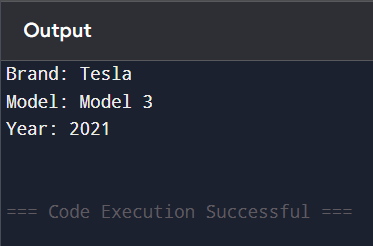 Output
Brand: Tesla
Model: Model 3
Year: 2021
=== Code Execution Successful ===